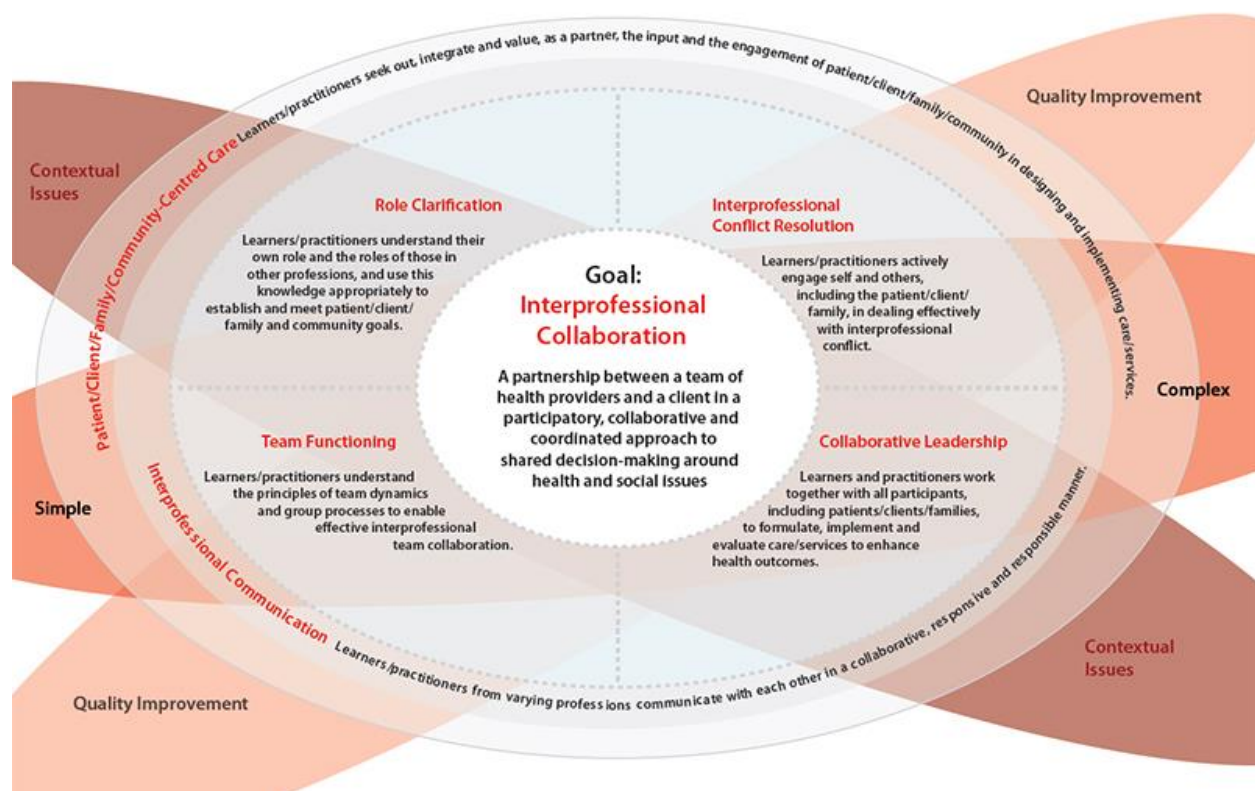 Patient/Client/Family/Community-Centred Care Learners/practitioners seek out, integrate and value, as a partner, the input and the engagement of patient/client/family/community in designing and implementing care/services.
Quality Improvement
Contextual
Issues
Role Clarification
Learners/practitioners understand their
own role and the roles of those in
other professions, and use this
knowledge appropriately to
establish and meet patient/client/
family and community goals.
Interprofessional
Conflict Resolution
Learners/practitioners actively
engage self and others,
including the patient/client/
family, in dealing effectively
with interprofessional
conflict.
Goal:
Interprofessional
Collaboration
A partnership between a team of
health providers and a client in a
participatory, collaborative and
coordinated approach to
shared decision-making around
health and social issues
Simple
Complex
Team Functioning
Learners/practitioners understand
the principles of team dynamics
and group processes to enable
effective interprofessional
team collaboration.
Collaborative Leadership
Learners and practitioners work
together with all participants,
including patients/clients/families,
to formulate, implement and
evaluate care/services to enhance
health outcomes.
Interprofessional Communication Learners/practitioners from varying professions communicate with each other in a collaborative, responsive and responsible manner.
Quality Improvement
Contextual
Issues